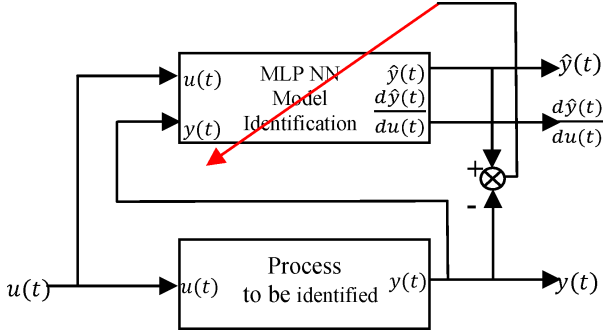 MLP NN
Model
Identification
u(t)
y(t)
ŷ(t)
dŷ(t)
du(t)
ŷ(t)
dŷ(t)
du(t)
+
-
Process
to be identified
u(t)
u(t)
y(t)
y(t)